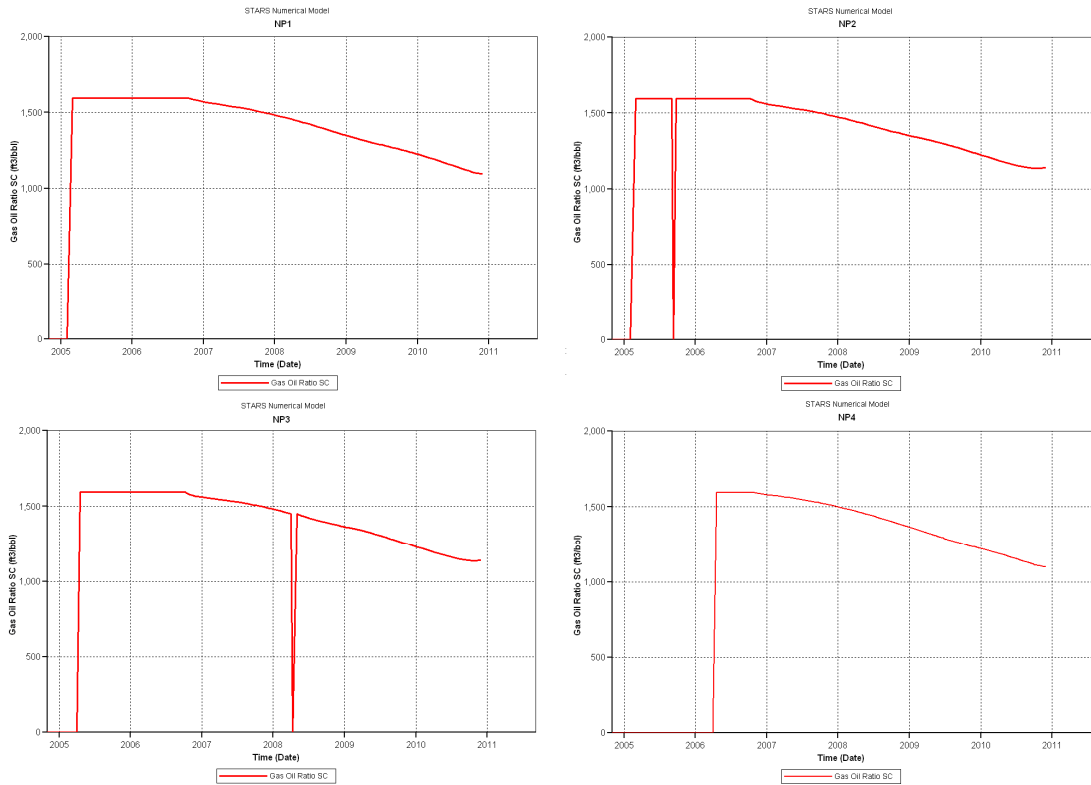 STARS Numerical Model
NP1
Gas Oil Ratio SC (ft3/bbl)
2,000
1,500
1,000
500
0
2005 2006 2007 2008 2009 2010 2011
Time (Date)
Gas Oil Ratio SC
STARS Numerical Model
NP2
Gas Oil Ratio SC (ft3/bbl)
2,000
1,500
1,000
500
0
2005 2006 2007 2008 2009 2010 2011
Time (Date)
Gas Oil Ratio SC
STARS Numerical Model
NP3
Gas Oil Ratio SC (ft3/bbl)
2,000
1,500
1,000
500
0
2005 2006 2007 2008 2009 2010 2011
Time (Date)
Gas Oil Ratio SC
STARS Numerical Model
NP4
Gas Oil Ratio SC (ft3/bbl)
2,000
1,500
1,000
500
0
2005 2006 2007 2008 2009 2010 2011
Time (Date)
Gas Oil Ratio SC